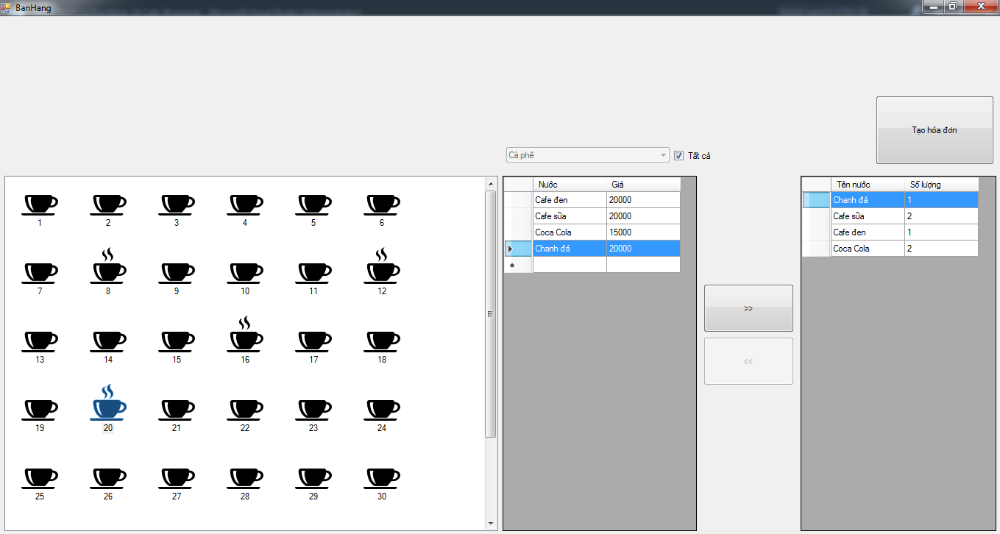 BanHang
Tạo hóa đơn
Cà phê
Tất cả
1 2 3 4 5 6
7 8 9 10 11 12
13 14 15 16 17 18
19 20 21 22 23 24
25 26 27 28 29 30
Nước Giá
Cafe đen 20000
Cafe sữa 20000
Coca Cola 15000
Chanh đá 20000
>>
<<
Tên nước Số lượng
Chanh đá 1
Cafe sữa 2
Cafe đen 1
Coca Cola 2